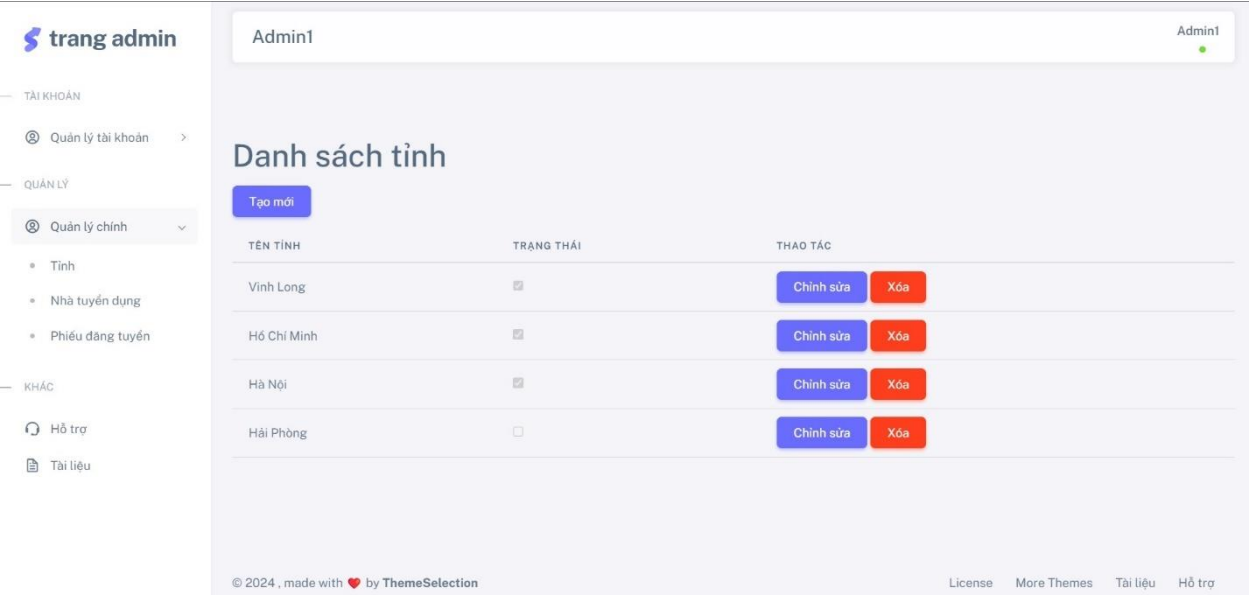 trang admin
TÀI KHOẢN
Quản lý tài khoản
QUẢN LÝ
Quản lý chính
Tỉnh
Nhà tuyển dụng
Phiếu đăng tuyển
KHÁC
Hỗ trợ
Tài liệu
Admin1
Admin1
Danh sách tỉnh
Tạo mới
TÊN TỈNH TRẠNG THÁI THAO TÁC
Vĩnh Long Chỉnh sửa Xóa
Hồ Chí Minh Chỉnh sửa Xóa
Hà Nội Chỉnh sửa Xóa
Hải Phòng Chỉnh sửa Xóa
© 2024 , made with ❤️ by ThemeSelection License More Themes Tài liệu Hỗ trợ